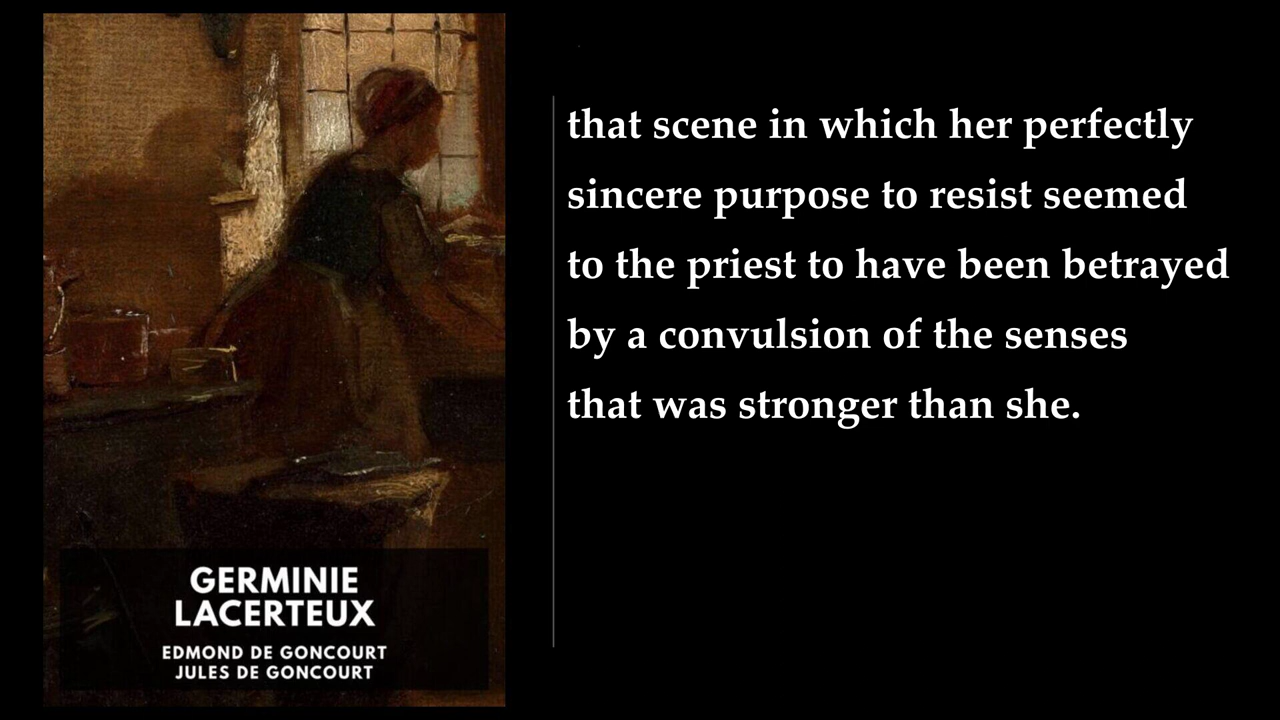 that scene in which her perfectly
sincere purpose to resist seemed
to the priest to have been betrayed
by a convulsion of the senses
that was stronger than she.
GERMINIE
LACERTEUX
EDMOND DE GONCOURT
JULES DE GONCOURT